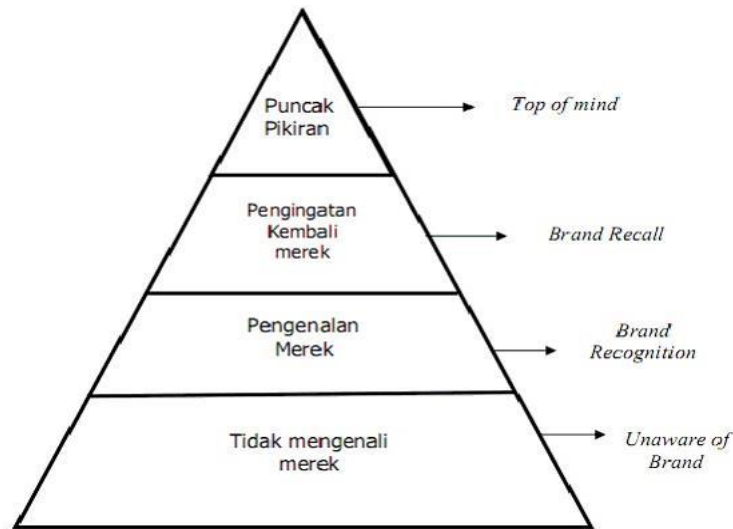 Puncak
Pikiran
Top of mind
Pengingatan
Kembali
merek
Brand Recall
Pengenalan
Merek
Brand
Recognition
Tidak mengenali
merek
Unaware of
Brand